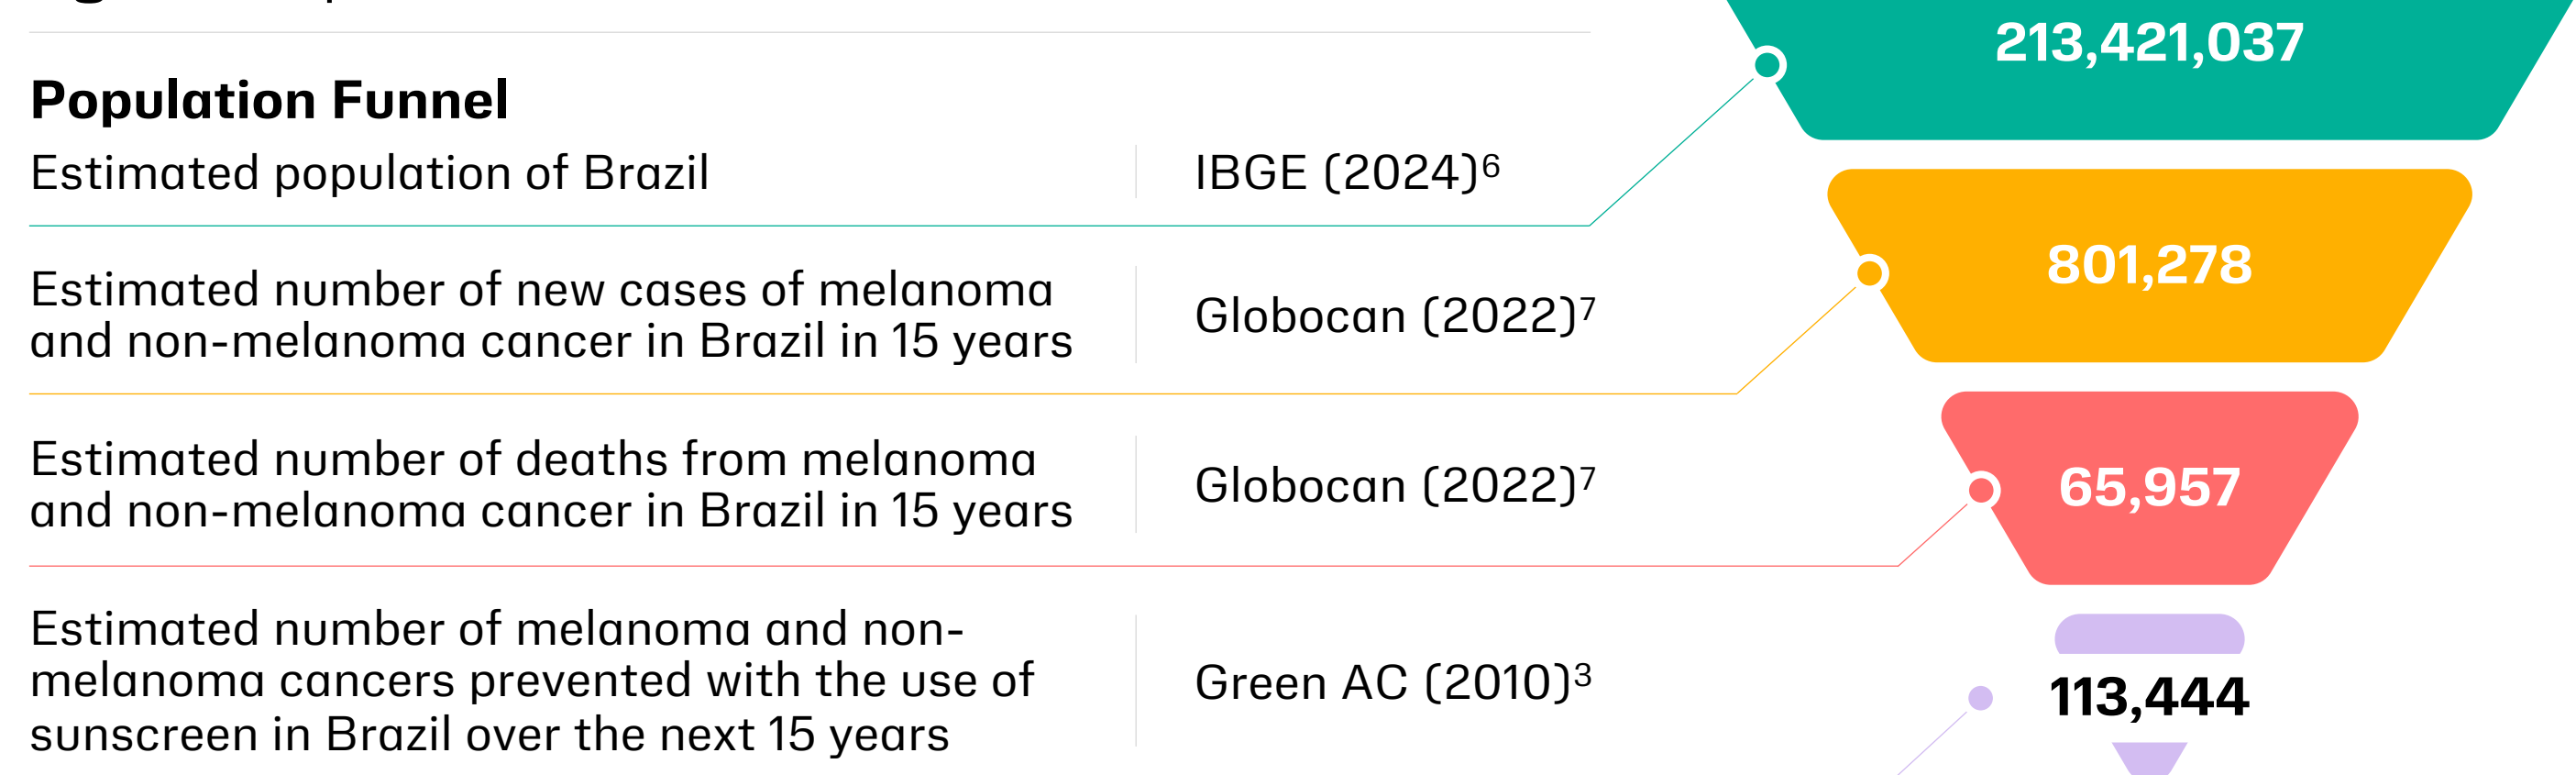 213,421,037
Population Funnel
Estimated population of Brazil
IBGE (2024)⁶
Estimated number of new cases of melanoma
and non-melanoma cancer in Brazil in 15 years
Globocan (2022)⁷
801,278
Estimated number of deaths from melanoma
and non-melanoma cancer in Brazil in 15 years
Globocan (2022)⁷
65,957
Estimated number of melanoma and non-
melanoma cancers prevented with the use of
sunscreen in Brazil over the next 15 years
Green AC (2010)³
113,444